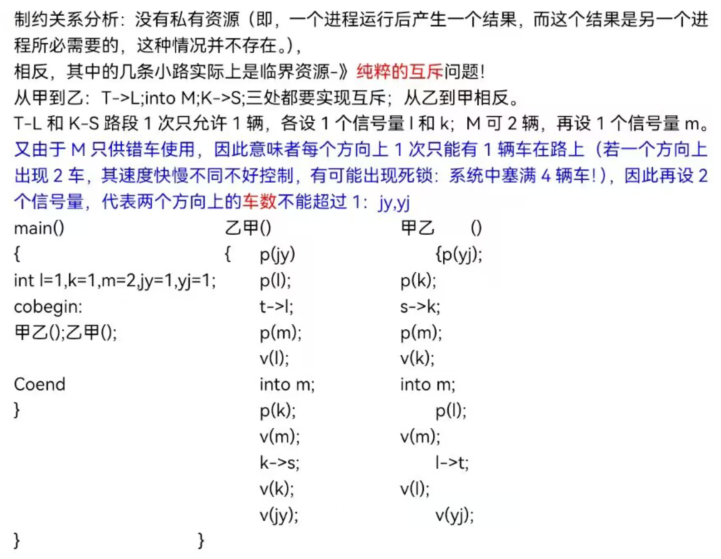 制约关系分析：没有私有资源（即，一个进程运行后产生一个结果，而这个结果是另一个进
程所必需要的，这种情况并不存在。），
相反，其中的几条小路实际上是临界资源-》纯粹的互斥问题！
从甲到乙：T->L;into M;K->S;三处都要实现互斥；从乙到甲相反。
T-L 和 K-S 路段 1 次只允许 1 辆，各设 1 个信号量 l 和 k；M 可 2 辆，再设 1 个信号量 m。
又由于 M 只供错车使用，因此意味者每个方向上 1 次只能有 1 辆车在路上（若一个方向上
出现 2 车，其速度快慢不同不好控制，有可能出现死锁：系统中塞满 4 辆车！），因此再设 2
个信号量，代表两个方向上的车数不能超过 1：jy,yj
main() 乙甲() 甲乙 ()
{ { p(jy) {p(yj);
int l=1,k=1,m=2,jy=1,yj=1; p(l); p(k);
cobegin: t->l; s->k;
甲乙();乙甲(); p(m); p(m);
v(l); v(k);
Coend into m; into m;
} p(k); p(l);
v(m); v(m);
k->s; l->t;
v(k); v(l);
v(jy); v(yj);
} }